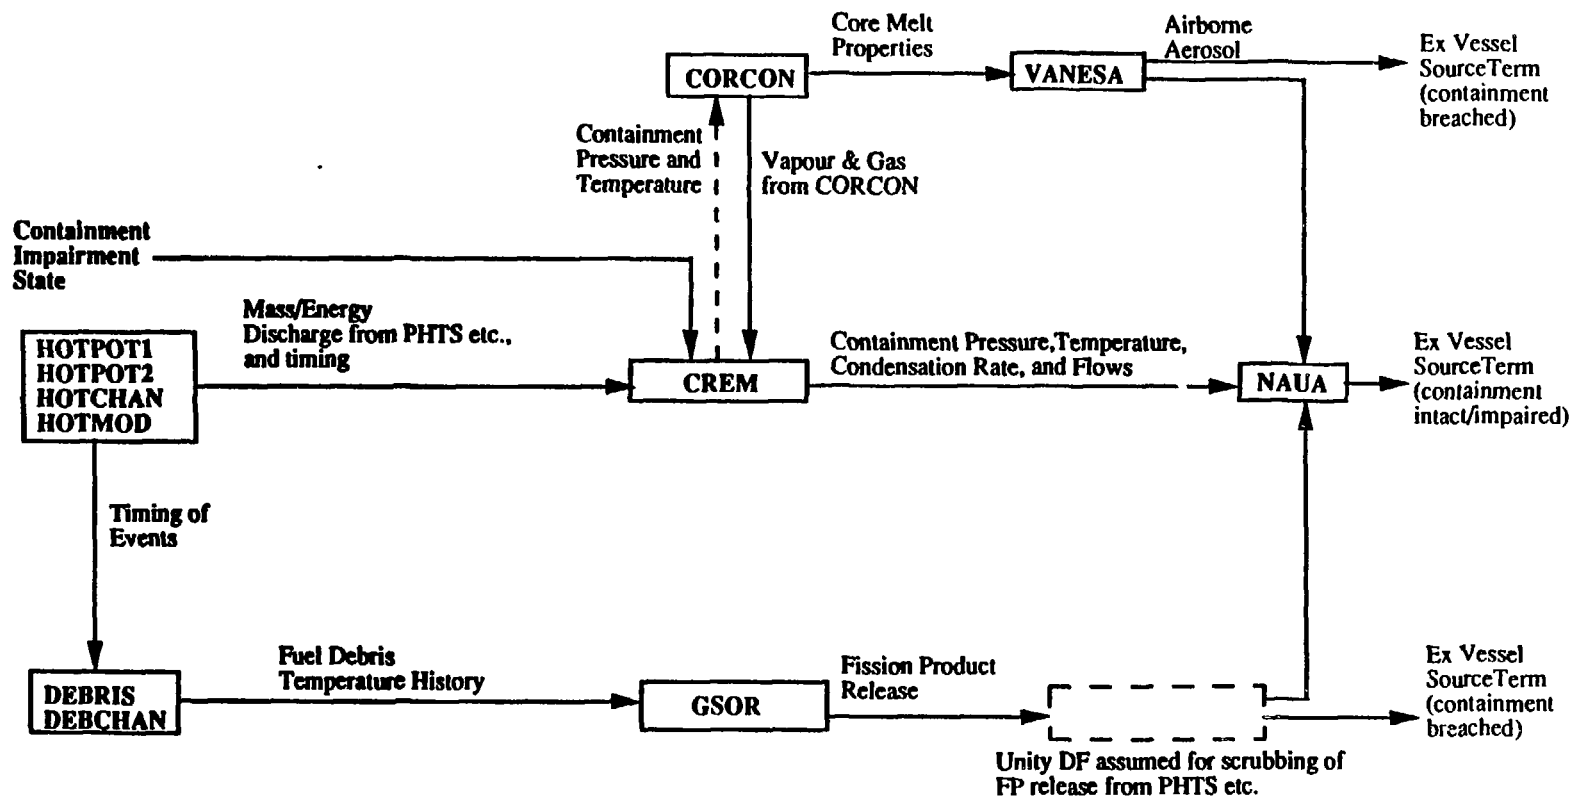 Core Melt
Properties
Airborne
Aerosol
Ex Vessel
SourceTerm
(containment
breached)
CORCON
VANESA
Containment
Pressure and
Temperature
Vapour & Gas
from CORCON
Containment
Impairment
State
Mass/Energy
Discharge from PHTS etc.,
and timing
HOTPOT1
HOTPOT2
HOTCHAN
HOTMOD
CREM
Containment Pressure,Temperature,
Condensation Rate, and Flows
NAUA
Ex Vessel
SourceTerm
(containment
intact/impaired)
Timing of
Events
Fuel Debris
Temperature History
DEBRIS
DEBCHAN
GSOR
Fission Product
Release
Ex Vessel
SourceTerm
(containment
breached)
Unity DF assumed for scrubbing of
FP release from PHTS etc.